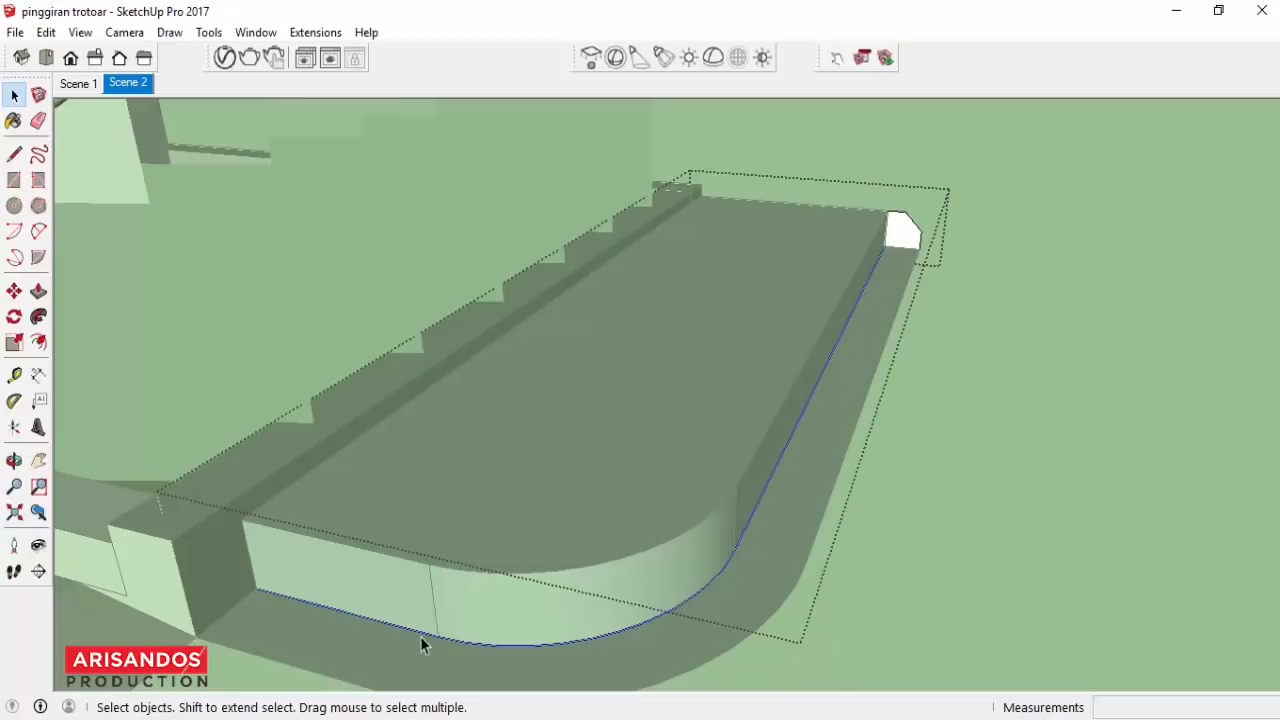 pinggiran trotoar - SketchUp Pro 2017
File Edit View Camera Draw Tools Window Extensions Help
Scene 1 Scene 2
A1
ARISANDOS
PRODUCTION
Select objects. Shift to extend select. Drag mouse to select multiple.
Measurements